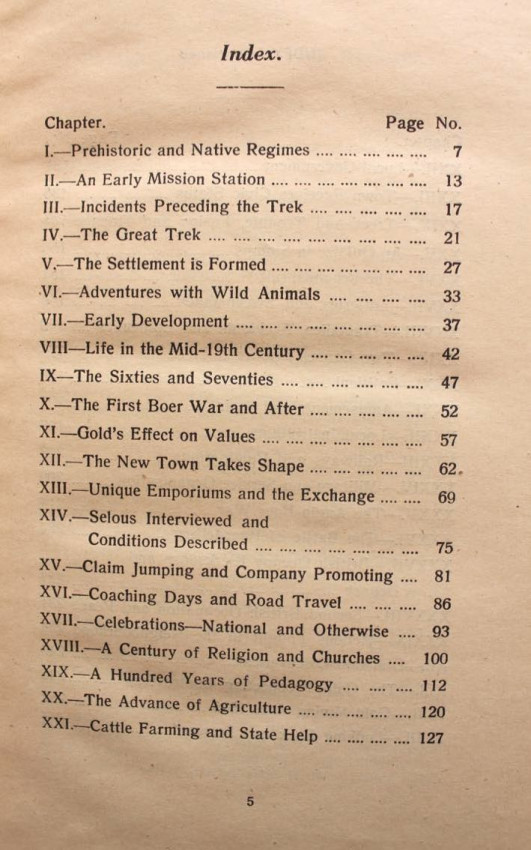 Index.
Chapter. Page No.
I.—Prehistoric and Native Regimes .... .... .... .... .... 7
II.—An Early Mission Station .... .... .... .... .... .... .... 13
III.—Incidents Preceding the Trek .... .... .... .... .... 17
IV.—The Great Trek .... .... .... .... .... .... .... .... .... 21
V.—The Settlement is Formed .... .... .... .... .... .... .... 27
VI.—Adventures with Wild Animals .... .... .... .... 33
VII.—Early Development .... .... .... .... .... .... .... .... 37
VIII—Life in the Mid-19th Century .... .... .... .... .... 42
IX—The Sixties and Seventies .... .... .... .... .... .... 47
X.—The First Boer War and After .... .... .... .... .... 52
XI.—Gold's Effect on Values .... .... .... .... .... .... .... 57
XII.—The New Town Takes Shape .... .... .... .... .... 62.
XIII.—Unique Emporiums and the Exchange .... .... 69
XIV.—Selous Interviewed and
Conditions Described .... .... .... .... .... .... .... 75
XV.—Claim Jumping and Company Promoting .... 81
XVI.—Coaching Days and Road Travel .... .... .... 86
XVII.—Celebrations—National and Otherwise .... 93
XVIII.—A Century of Religion and Churches .... 100
XIX.—A Hundred Years of Pedagogy .... .... .... 112
XX.—The Advance of Agriculture .... .... .... .... .... 120
XXI.—Cattle Farming and State Help .... .... .... .... 127
5